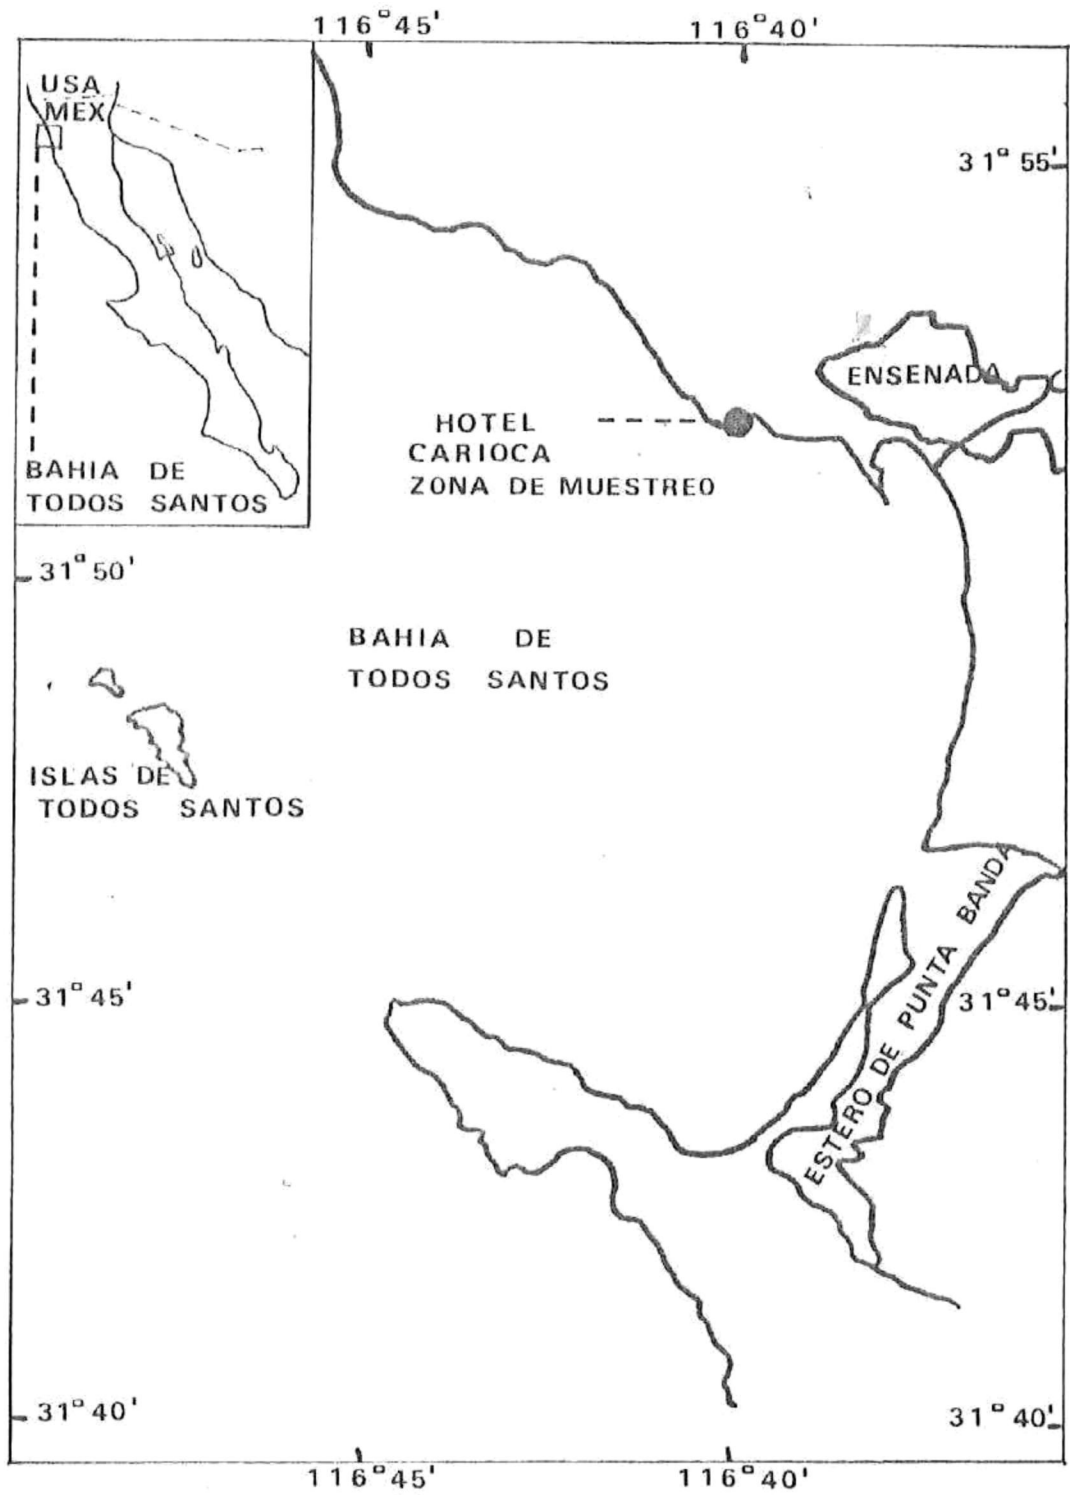 116°45'
116°40'
USA
MEX
31° 55'
ENSENADA
HOTEL
CARIOCA
ZONA DE MUESTREO
BAHIA DE
TODOS SANTOS
31°50'
BAHIA DE
TODOS SANTOS
ISLAS DE
TODOS SANTOS
ESTERO DE PUNTA BANDA
31°45'
31°45'
31°40'
31°40'
116°45'
116°40'